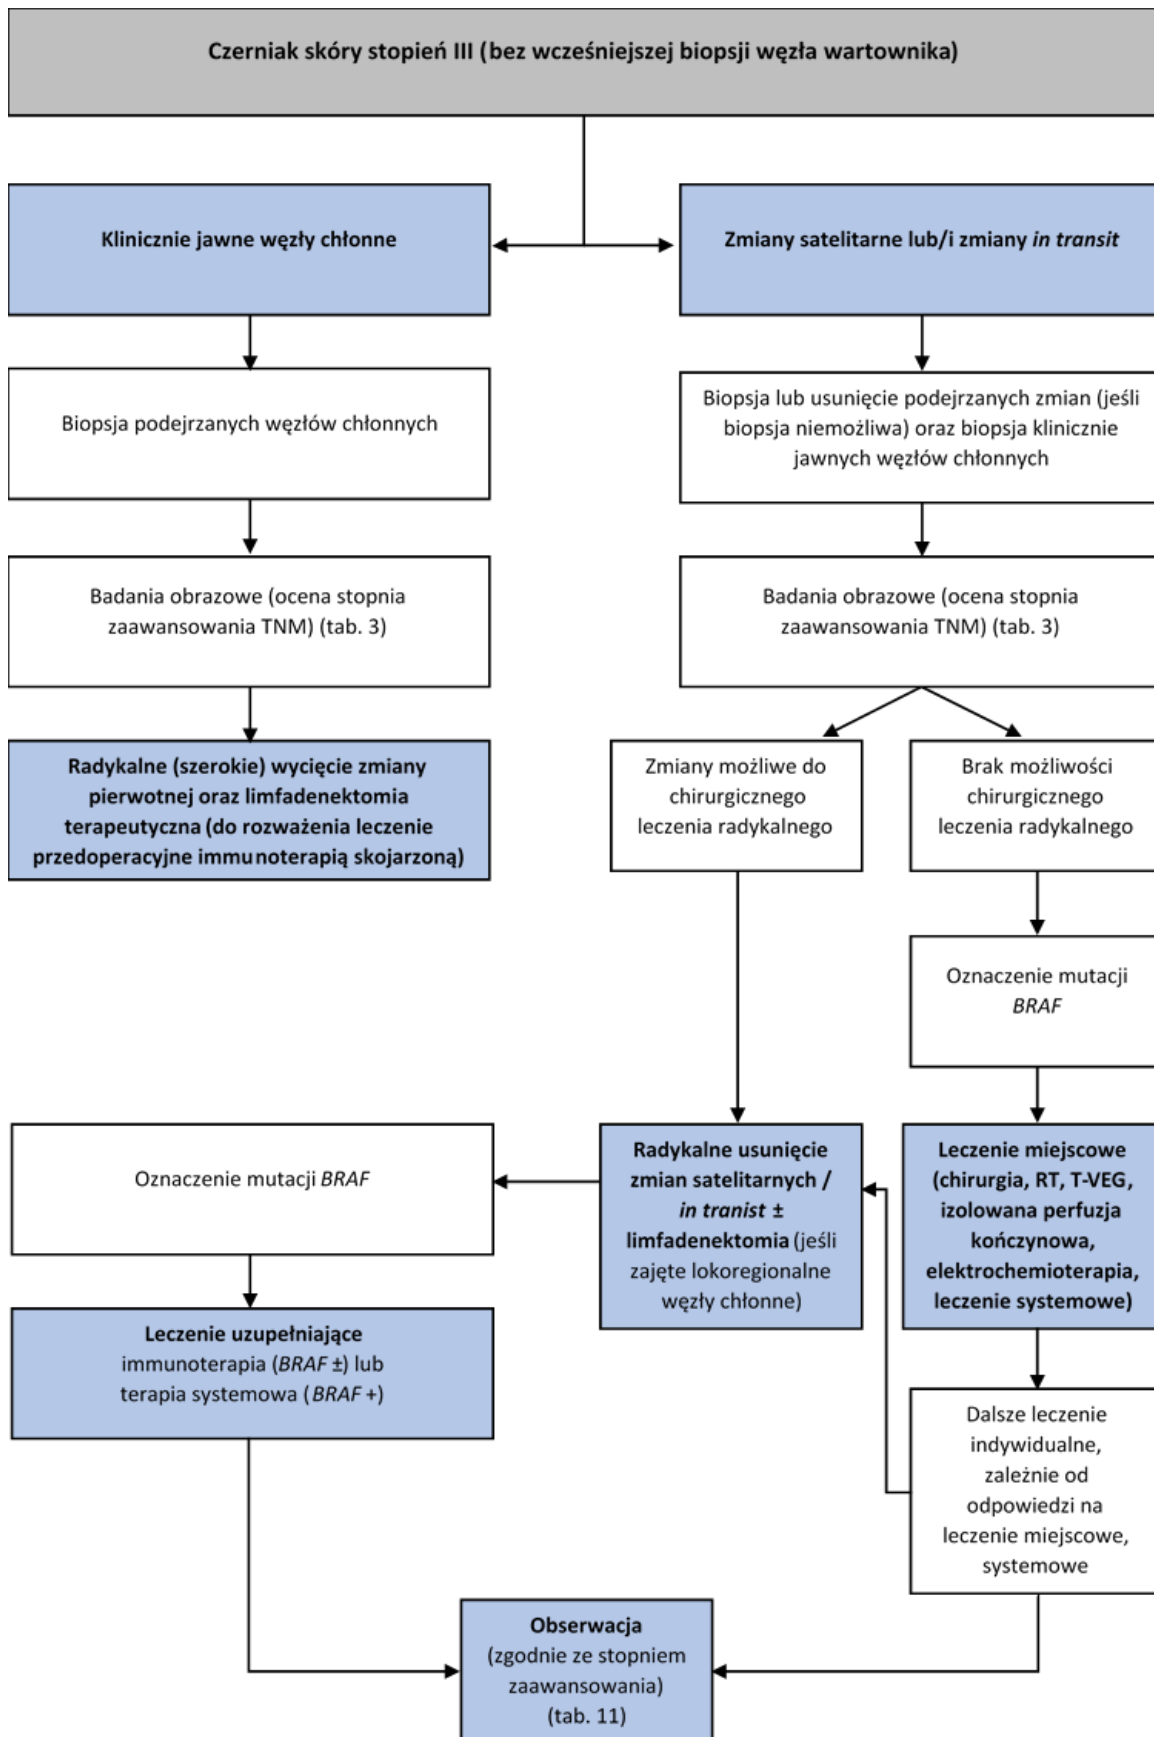 Czerniak skóry stopień III (bez wcześniejszej biopsji węzła wartownika)
Klinicznie jawne węzły chłonne
Zmiany satelitarne lub/i zmiany in transit
Biopsja podejrzanych węzłów chłonnych
Biopsja lub usunięcie podejrzanych zmian (jeśli
biopsja niemożliwa) oraz biopsja klinicznie
jawnych węzłów chłonnych
Badania obrazowe (ocena stopnia
zaawansowania TNM) (tab. 3)
Badania obrazowe (ocena stopnia
zaawansowania TNM) (tab. 3)
Radykalne (szerokie) wycięcie zmiany
pierwotnej oraz limfadenektomia
terapeutyczna (do rozważenia leczenie
przedoperacyjne immunoterapią skojarzoną)
Zmiany możliwe do
chirurgicznego
leczenia radykalnego
Brak możliwości
chirurgicznego
leczenia radykalnego
Oznaczenie mutacji
BRAF
Oznaczenie mutacji BRAF
Radykalne usunięcie
zmian satelitarnych /
in tranist ±
limfadenektomia (jeśli
zajęte lokoregionalne
węzły chłonne)
Leczenie miejscowe
(chirurgia, RT, T-VEG,
izolowana perfuzja
kończynowa,
elektrochemioterapia,
leczenie systemowe)
Leczenie uzupełniające
immunoterapia (BRAF ±) lub
terapia systemowa (BRAF +)
Dalsze leczenie
indywidualne,
zależnie od
odpowiedzi na
leczenie miejscowe,
systemowe
Obserwacja
(zgodnie ze stopniem
zaawansowania)
(tab. 11)